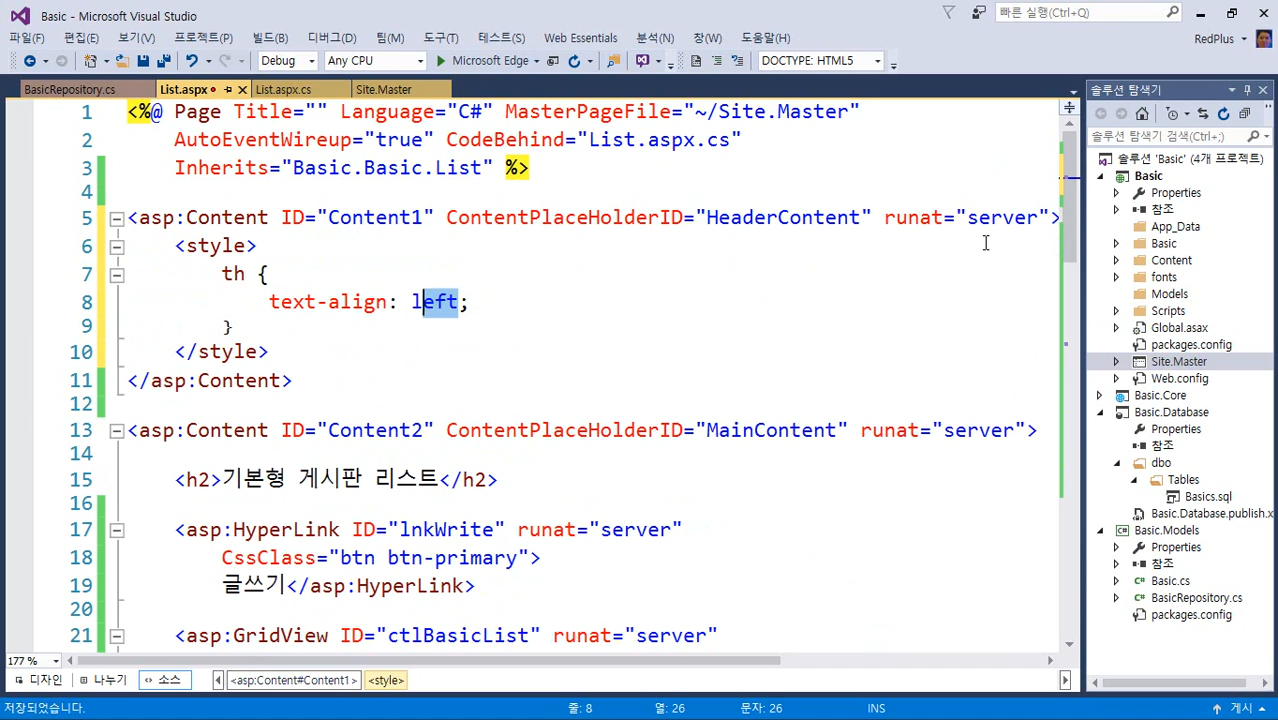 Basic - Microsoft Visual Studio
빠른 실행(Ctrl+Q)
파일(F) 편집(E) 보기(V) 프로젝트(P) 빌드(B) 디버그(D) 팀(M) 도구(T) 테스트(S) Web Essentials 분석(N) 창(W) 도움말(H) RedPlus
Debug Any CPU Microsoft Edge DOCTYPE: HTML5
BasicRepository.cs List.aspx List.aspx.cs Site.Master
1 <%@ Page Title="" Language="C#" MasterPageFile="~/Site.Master"
2 AutoEventWireup="true" CodeBehind="List.aspx.cs"
3 Inherits="Basic.Basic.List" %>
4
5 <asp:Content ID="Content1" ContentPlaceHolderID="HeaderContent" runat="server">
6 <style>
7 th {
8 text-align: left;
9 }
10 </style>
11 </asp:Content>
12
13 <asp:Content ID="Content2" ContentPlaceHolderID="MainContent" runat="server">
14
15 <h2>기본형 게시판 리스트</h2>
16
17 <asp:HyperLink ID="lnkWrite" runat="server"
18 CssClass="btn btn-primary">
19 글쓰기</asp:HyperLink>
20
21 <asp:GridView ID="ctlBasicList" runat="server"
177 %
디자인 나누기 소스 <asp:Content#Content1> <style>
솔루션 탐색기
솔루션 탐색기 검색(Ctrl+;)
솔루션 'Basic' (4개 프로젝트)
Basic
Properties
참조
App_Data
Basic
Content
fonts
Models
Scripts
Global.asax
packages.config
Site.Master
Web.config
Basic.Core
Basic.Database
Properties
참조
dbo
Tables
Basics.sql
Basic.Database.publish.x
Basic.Models
Properties
참조
Basic.cs
BasicRepository.cs
packages.config
저장되었습니다. 줄: 8 열: 26 문자: 26 INS 게시